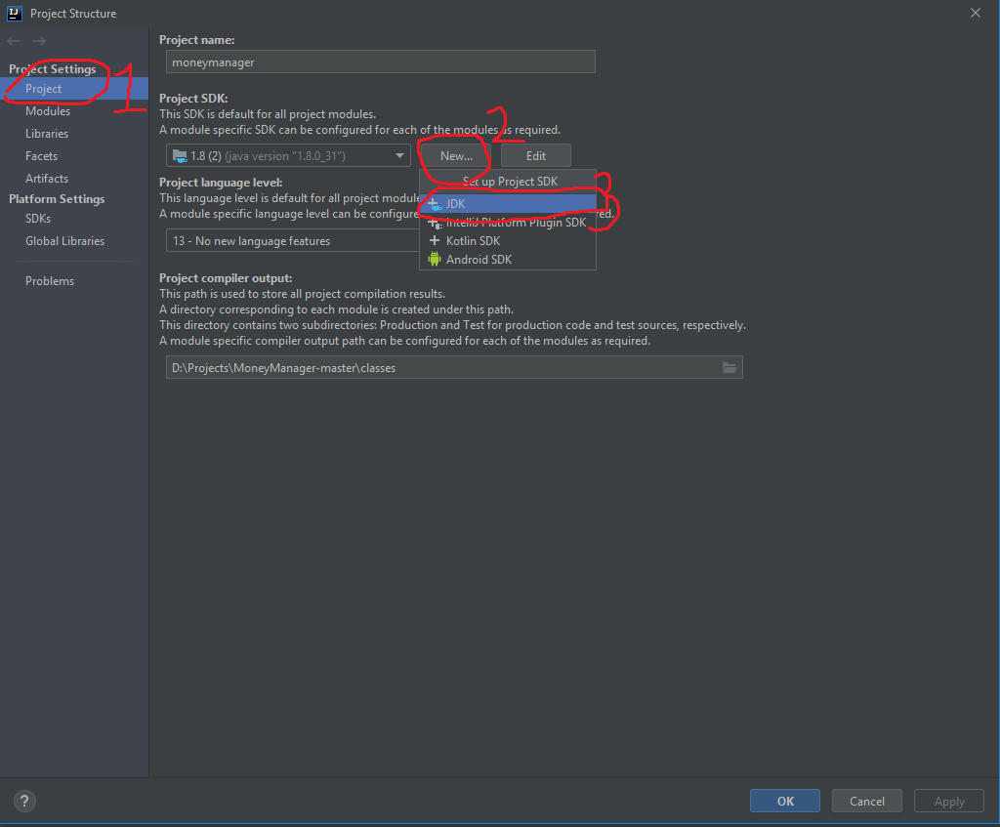 IJ Project Structure
Project Settings
Project
Modules
Libraries
Facets
Artifacts
Platform Settings
SDKs
Global Libraries
Problems
1
Project name:
moneymanager
Project SDK:
This SDK is default for all project modules.
A module specific SDK can be configured for each of the modules as required.
2
1.8 (2) (java version "1.8.0_31") New... Edit
Set up Project SDK
3
JDK
IntelliJ Platform Plugin SDK
Kotlin SDK
Android SDK
Project language level:
This language level is default for all project module
A module specific language level can be configure ed.
13 - No new language features
Project compiler output:
This path is used to store all project compilation results.
A directory corresponding to each module is created under this path.
This directory contains two subdirectories: Production and Test for production code and test sources, respectively.
A module specific compiler output path can be configured for each of the modules as required.
D:\Projects\MoneyManager-master\classes
? OK Cancel Apply